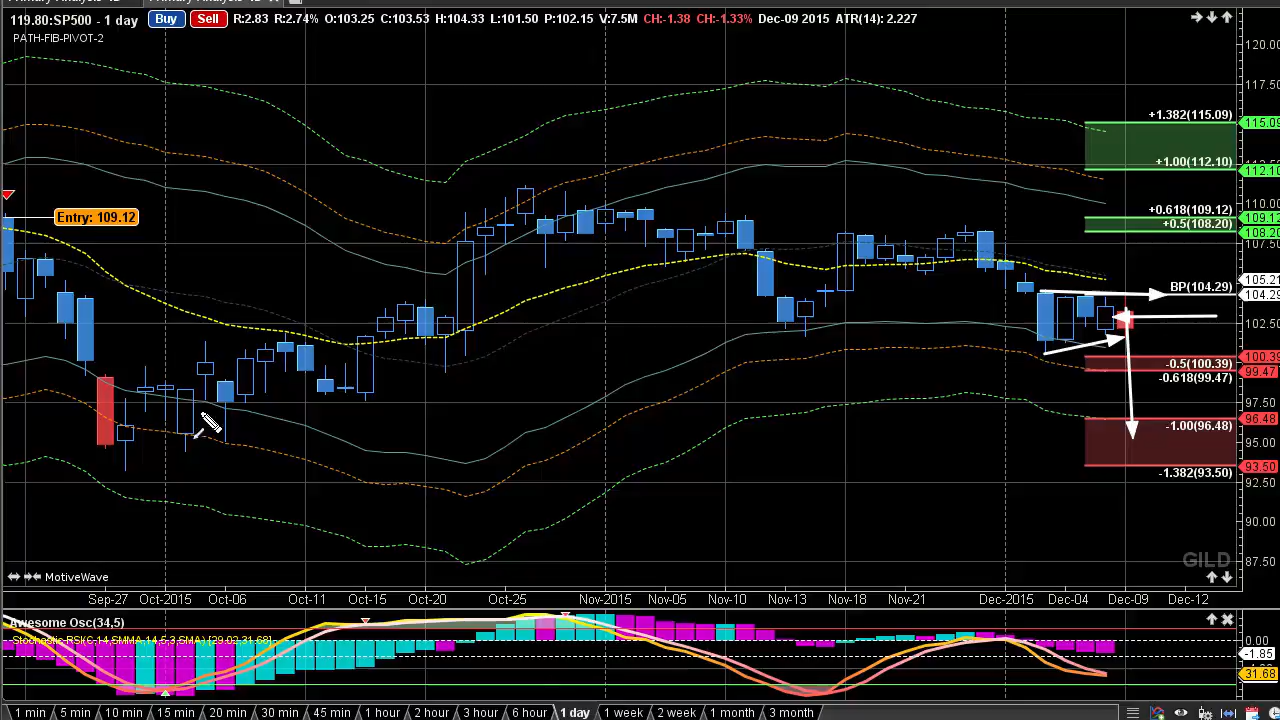 119.80:SP500 - 1 day Buy Sell R:2.83 R:2.74% O:103.25 C:103.53 H:104.33 L:101.50 P:102.15 V:7.5M CH:-1.38 CH:-1.33% Dec-09 2015 ATR(14): 2.227
PATH-FIB-PIVOT-2
120.00
117.50
+1.382(115.09) 115.09
+1.00(112.10) 112.10
110.00
+0.618(109.12) 109.12
Entry: 109.12
+0.5(108.20) 108.20
107.50
105.21
BP(104.29) 104.29
102.50
-0.5(100.39) 100.39
-0.618(99.47) 99.47
97.50
96.48
-1.00(96.48)
95.00
-1.382(93.50) 93.50
92.50
90.00
GILD
87.50
MotiveWave
Sep-27 Oct-2015 Oct-06 Oct-11 Oct-15 Oct-20 Oct-25 Nov-2015 Nov-05 Nov-10 Nov-13 Nov-18 Nov-21 Dec-2015 Dec-04 Dec-09 Dec-12
Awesome Osc(34,5)
0.00
-1.85
31.68
1 min 5 min 10 min 15 min 20 min 30 min 45 min 1 hour 2 hour 3 hour 6 hour 1 day 1 week 2 week 1 month 3 month